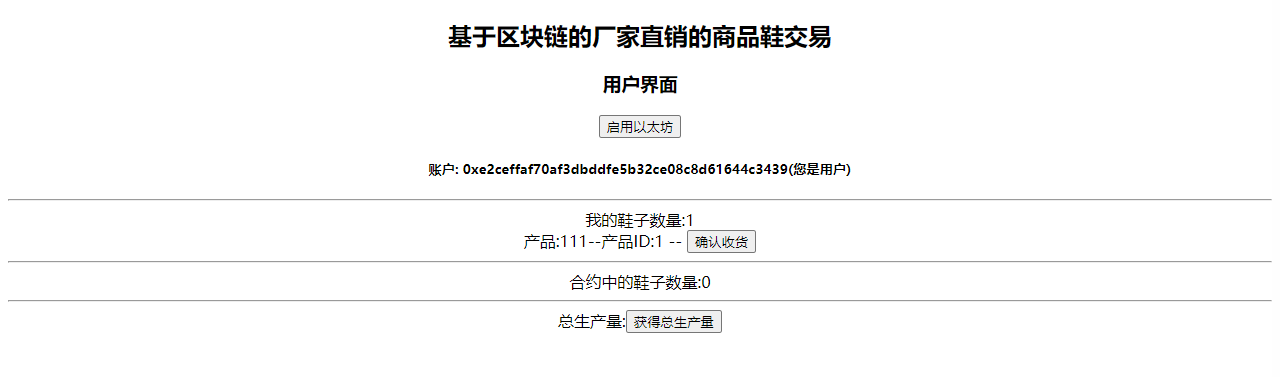 基于区块链的厂家直销的商品鞋交易
用户界面
启用以太坊
账户: 0xe2ceffaf70af3dbddfe5b32ce08c8d61644c3439(您是用户)
我的鞋子数量:1
产品:111--产品ID:1 -- 确认收货
合约中的鞋子数量:0
总生产量:获得总生产量